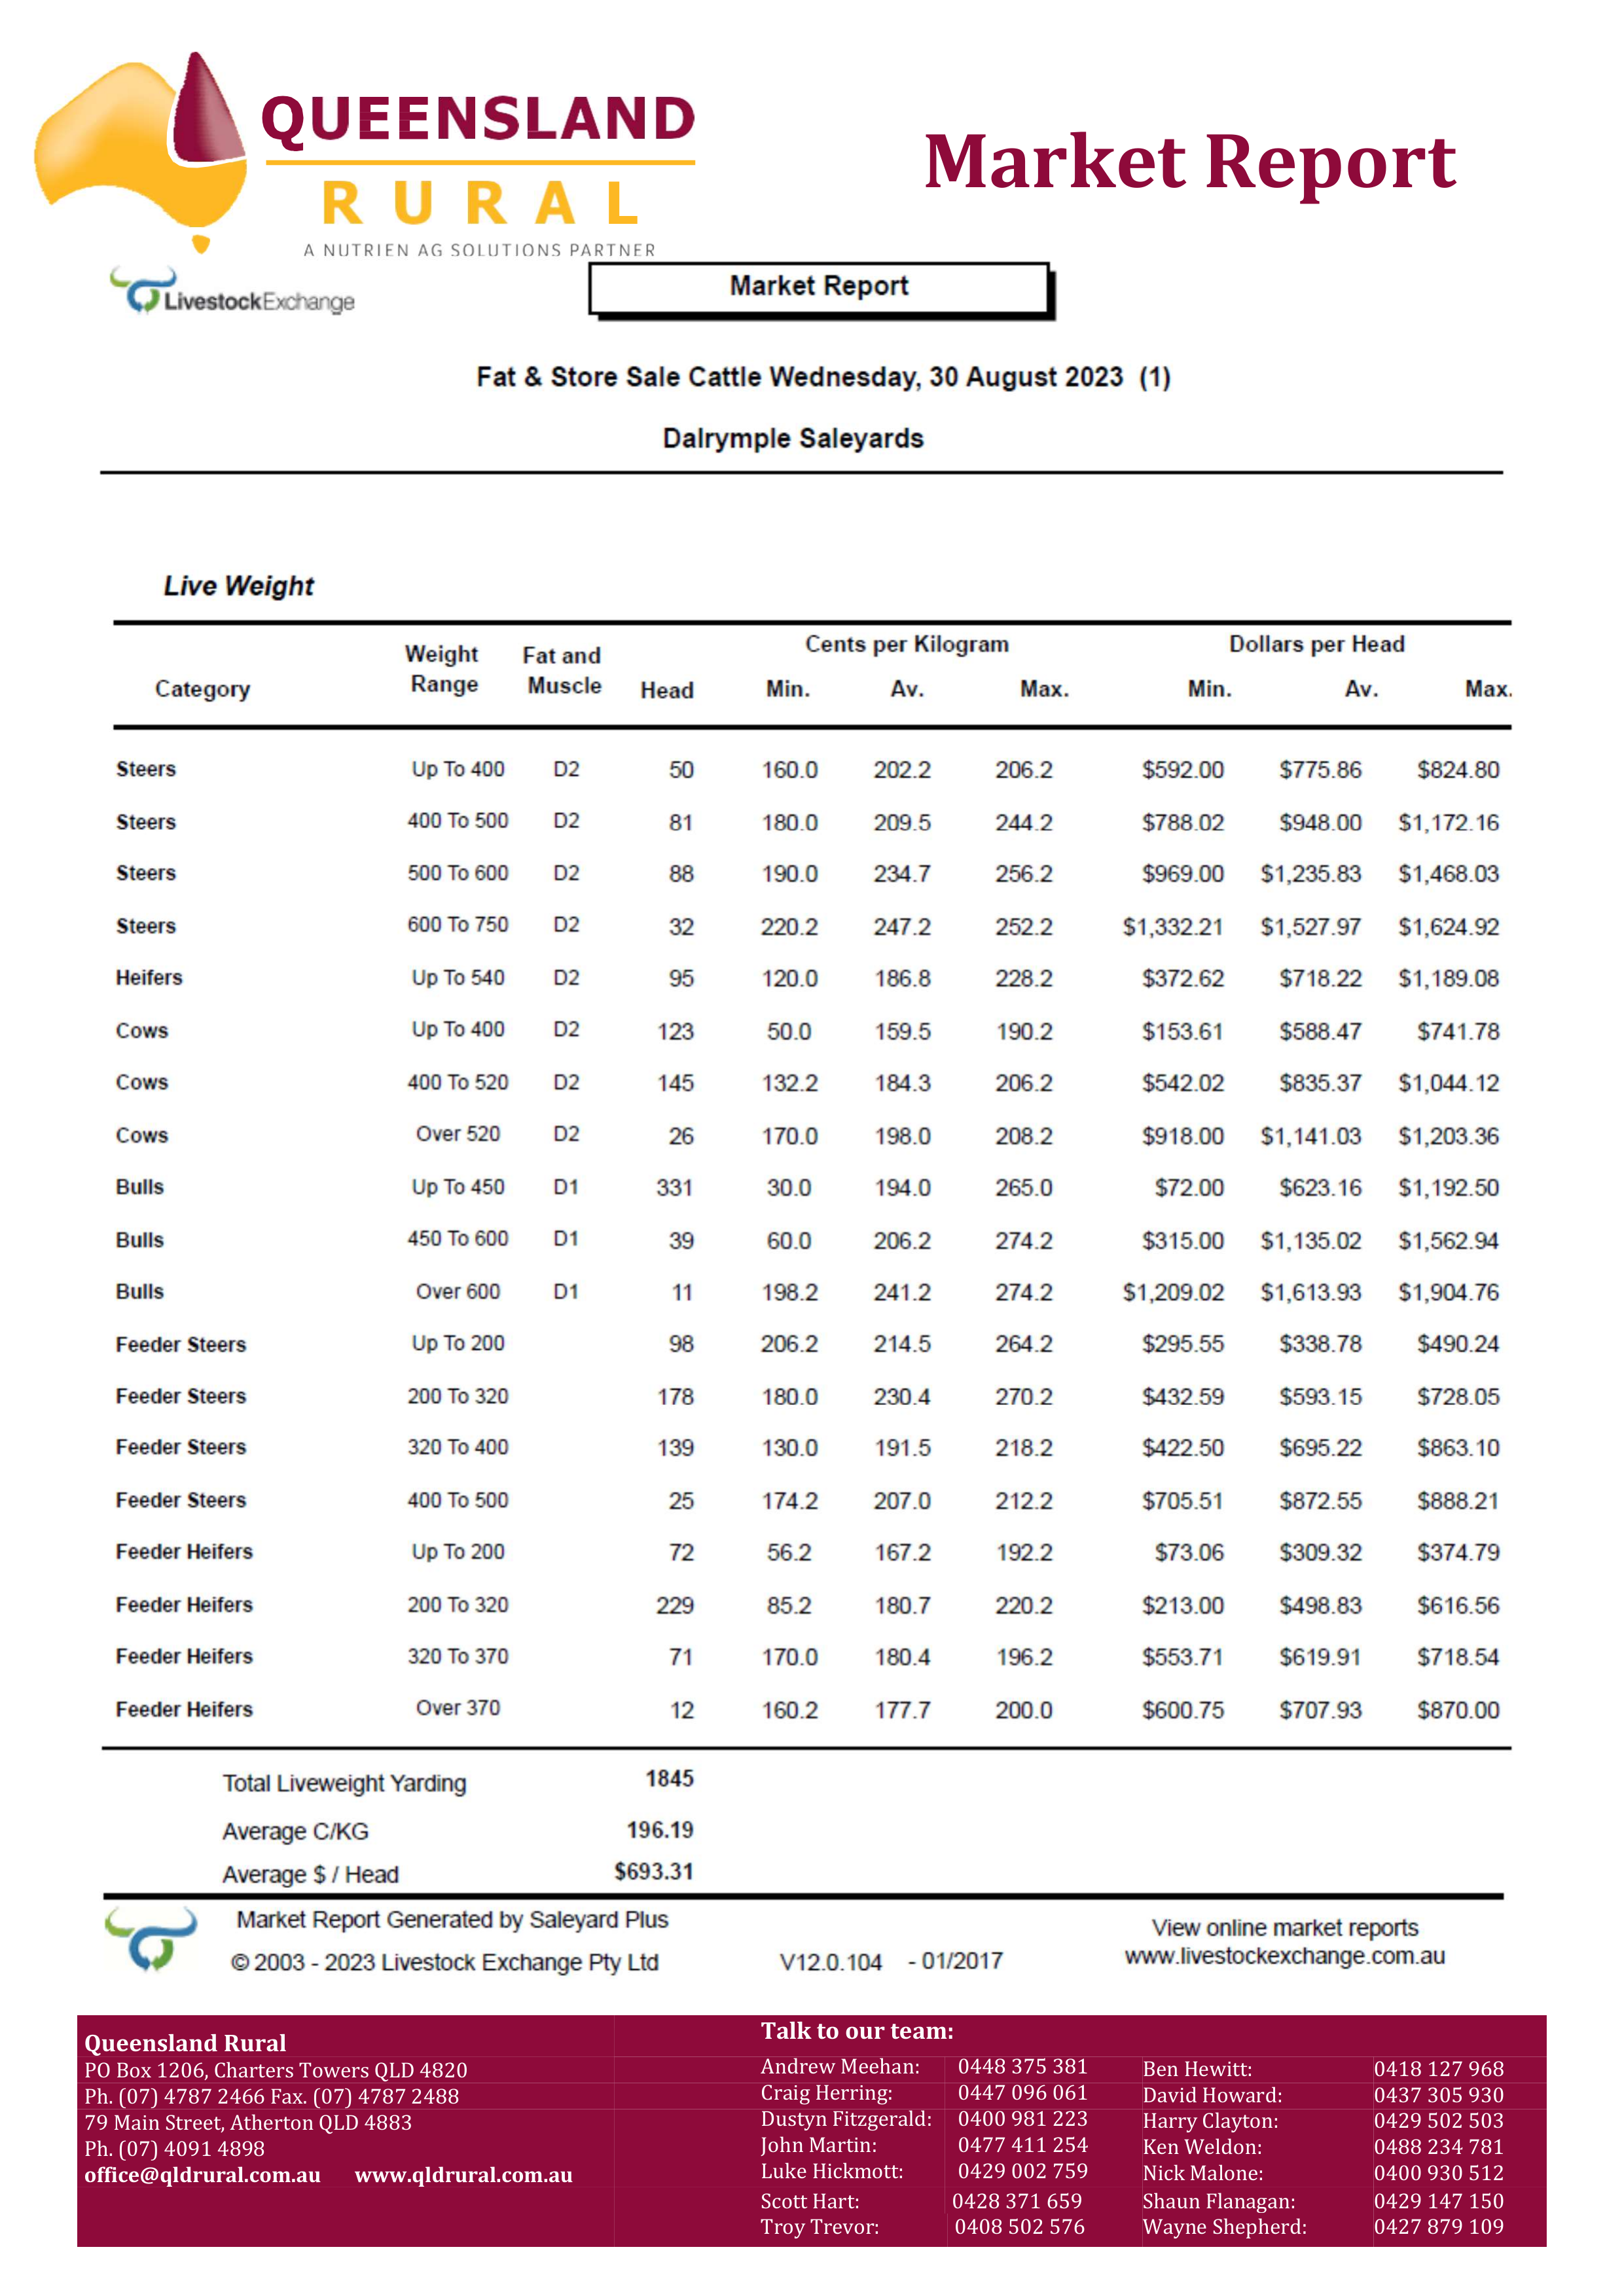 QUEENSLAND
RURAL
A NUTRIEN AG SOLUTIONS PARTNER
Market Report
LivestockExchange
Market Report
Fat & Store Sale Cattle Wednesday, 30 August 2023 (1)
Dalrymple Saleyards
Live Weight
Category Weight Range Fat and Muscle Head Cents per Kilogram Min. Av. Max. Dollars per Head Min. Av. Max.
Steers Up To 400 D2 50 160.0 202.2 206.2 $592.00 $775.86 $824.80
Steers 400 To 500 D2 81 180.0 209.5 244.2 $788.02 $948.00 $1,172.16
Steers 500 To 600 D2 88 190.0 234.7 256.2 $969.00 $1,235.83 $1,468.03
Steers 600 To 750 D2 32 220.2 247.2 252.2 $1,332.21 $1,527.97 $1,624.92
Heifers Up To 540 D2 95 120.0 186.8 228.2 $372.62 $718.22 $1,189.08
Cows Up To 400 D2 123 50.0 159.5 190.2 $153.61 $588.47 $741.78
Cows 400 To 520 D2 145 132.2 184.3 206.2 $542.02 $835.37 $1,044.12
Cows Over 520 D2 26 170.0 198.0 208.2 $918.00 $1,141.03 $1,203.36
Bulls Up To 450 D1 331 30.0 194.0 265.0 $72.00 $623.16 $1,192.50
Bulls 450 To 600 D1 39 60.0 206.2 274.2 $315.00 $1,135.02 $1,562.94
Bulls Over 600 D1 11 198.2 241.2 274.2 $1,209.02 $1,613.93 $1,904.76
Feeder Steers Up To 200 98 206.2 214.5 264.2 $295.55 $338.78 $490.24
Feeder Steers 200 To 320 178 180.0 230.4 270.2 $432.59 $593.15 $728.05
Feeder Steers 320 To 400 139 130.0 191.5 218.2 $422.50 $695.22 $863.10
Feeder Steers 400 To 500 25 174.2 207.0 212.2 $705.51 $872.55 $888.21
Feeder Heifers Up To 200 72 56.2 167.2 192.2 $73.06 $309.32 $374.79
Feeder Heifers 200 To 320 229 85.2 180.7 220.2 $213.00 $498.83 $616.56
Feeder Heifers 320 To 370 71 170.0 180.4 196.2 $553.71 $619.91 $718.54
Feeder Heifers Over 370 12 160.2 177.7 200.0 $600.75 $707.93 $870.00
Total Liveweight Yarding 1845
Average C/KG 196.19
Average $ / Head $693.31
Market Report Generated by Saleyard Plus
© 2003 - 2023 Livestock Exchange Pty Ltd V12.0.104 - 01/2017
View online market reports
www.livestockexchange.com.au
Queensland Rural
PO Box 1206, Charters Towers QLD 4820
Ph. (07) 4787 2466 Fax. (07) 4787 2488
79 Main Street, Atherton QLD 4883
Ph. (07) 4091 4898
office@qldrural.com.au www.qldrural.com.au
Talk to our team:
Andrew Meehan: 0448 375 381 Ben Hewitt: 0418 127 968
Craig Herring: 0447 096 061 David Howard: 0437 305 930
Dustyn Fitzgerald: 0400 981 223 Harry Clayton: 0429 502 503
John Martin: 0477 411 254 Ken Weldon: 0488 234 781
Luke Hickmott: 0429 002 759 Nick Malone: 0400 930 512
Scott Hart: 0428 371 659 Shaun Flanagan: 0429 147 150
Troy Trevor: 0408 502 576 Wayne Shepherd: 0427 879 109